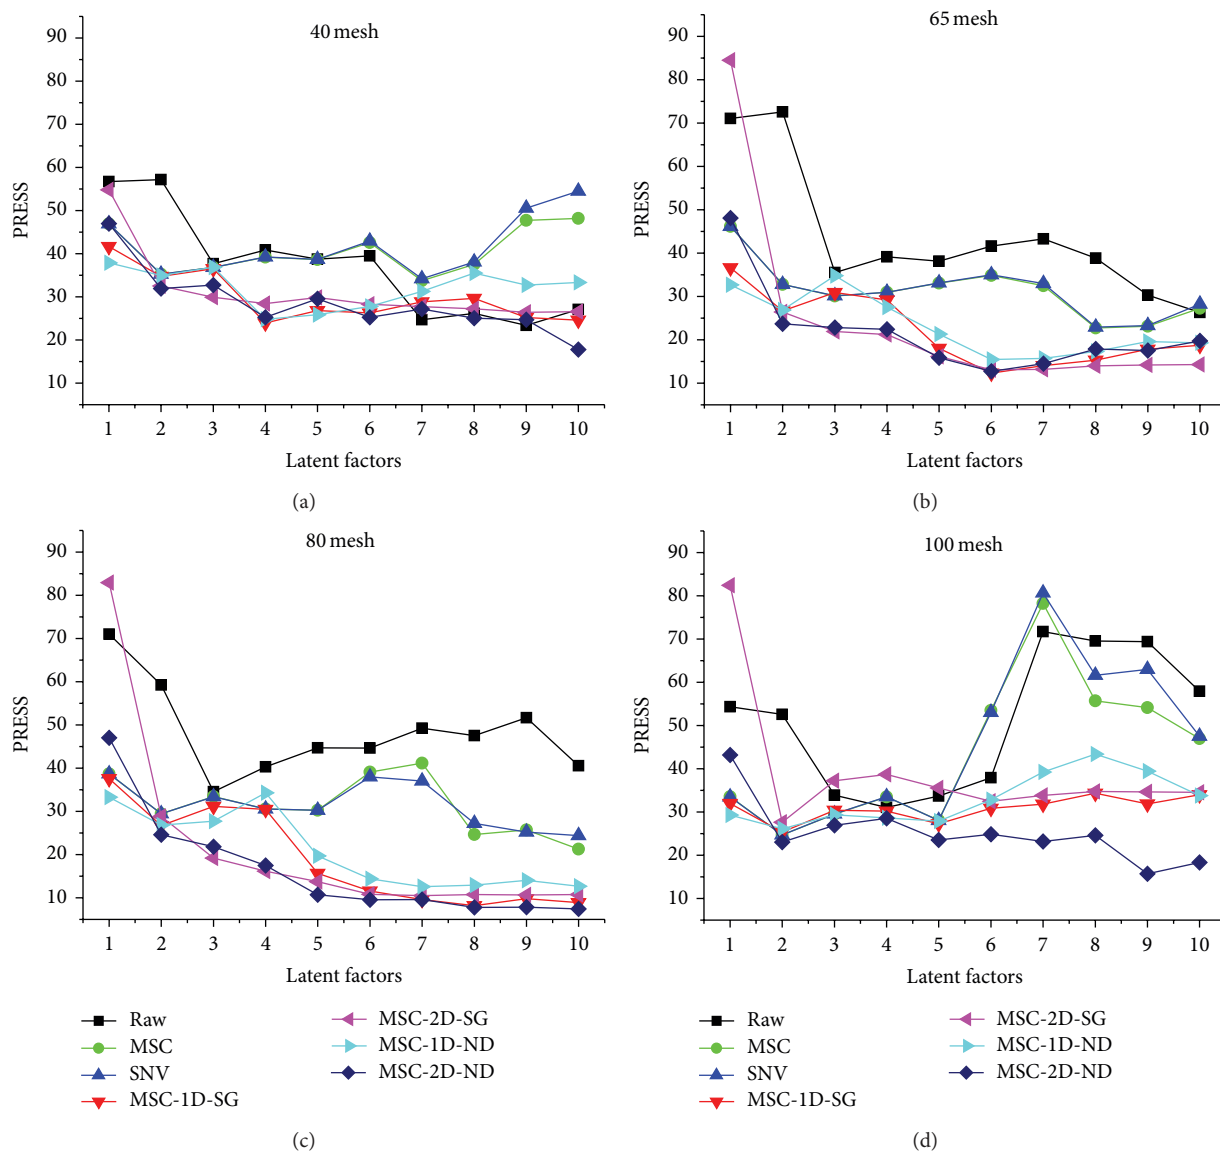 40 mesh
90
80
70
60
50
40
30
20
10
PRESS
1 2 3 4 5 6 7 8 9 10
Latent factors
(a)
65 mesh
90
80
70
60
50
40
30
20
10
PRESS
1 2 3 4 5 6 7 8 9 10
Latent factors
(b)
80 mesh
90
80
70
60
50
40
30
20
10
PRESS
1 2 3 4 5 6 7 8 9 10
Latent factors
Raw
MSC
SNV
MSC-1D-SG
MSC-2D-SG
MSC-1D-ND
MSC-2D-ND
(c)
100 mesh
90
80
70
60
50
40
30
20
10
PRESS
1 2 3 4 5 6 7 8 9 10
Latent factors
Raw
MSC
SNV
MSC-1D-SG
MSC-2D-SG
MSC-1D-ND
MSC-2D-ND
(d)